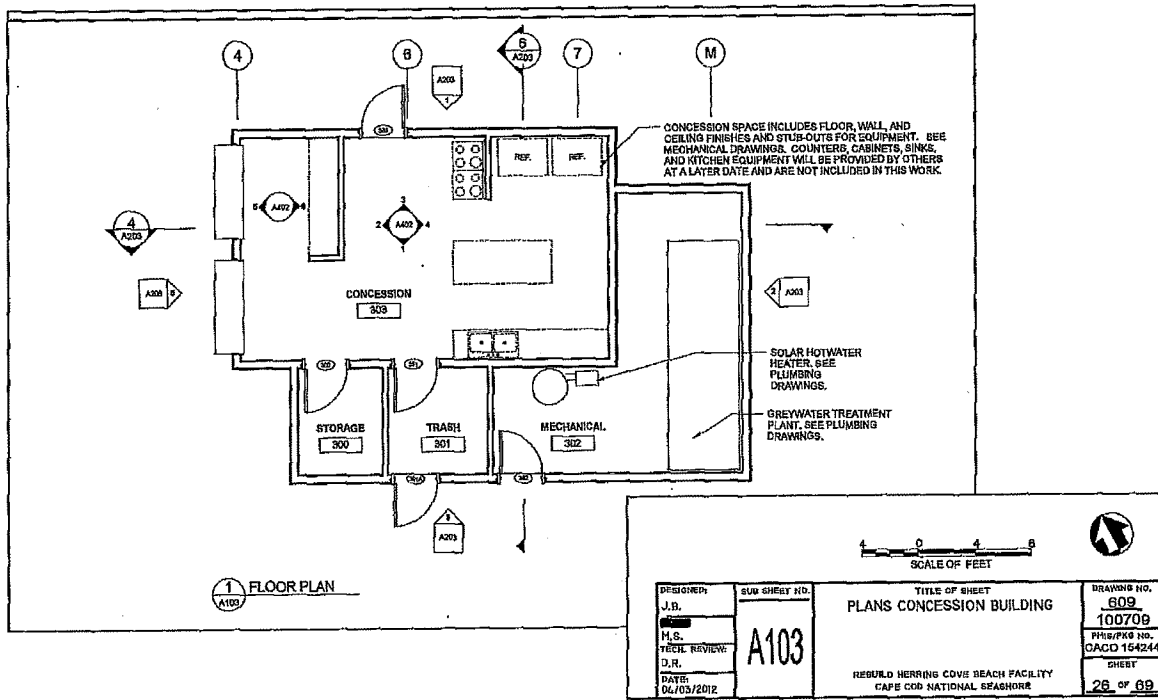 4
6
6
A203
7
M
A203
1
CONCESSION SPACE INCLUDES FLOOR, WALL, AND
CEILING FINISHES AND STUB-OUTS FOR EQUIPMENT. SEE
MECHANICAL DRAWINGS. COUNTERS, CABINETS, SINKS,
AND KITCHEN EQUIPMENT WILL BE PROVIDED BY OTHERS
AT A LATER DATE AND ARE NOT INCLUDED IN THIS WORK.
REF.
REF.
A402
3
2 A402 4
1
4
A203
A203
2 A203
CONCESSION
303
SOLAR HOTWATER
HEATER. SEE
PLUMBING
DRAWINGS.
GREYWATER TREATMENT
PLANT. SEE PLUMBING
DRAWINGS.
STORAGE
300
TRASH
301
MECHANICAL
302
A203
1
A103
FLOOR PLAN
4 0 4 8
SCALE OF FEET
DESIGNED:
J.B.
M.S.
TECH. REVIEW:
D.R.
DATE:
04/03/2012
SUB SHEET NO.
A103
TITLE OF SHEET
PLANS CONCESSION BUILDING
REBUILD HERRING COVE BEACH FACILITY
CAPE COD NATIONAL SEASHORE
DRAWING NO.
609
100709
PMIS/PKG NO.
CACO 154244
SHEET
26 OF 69